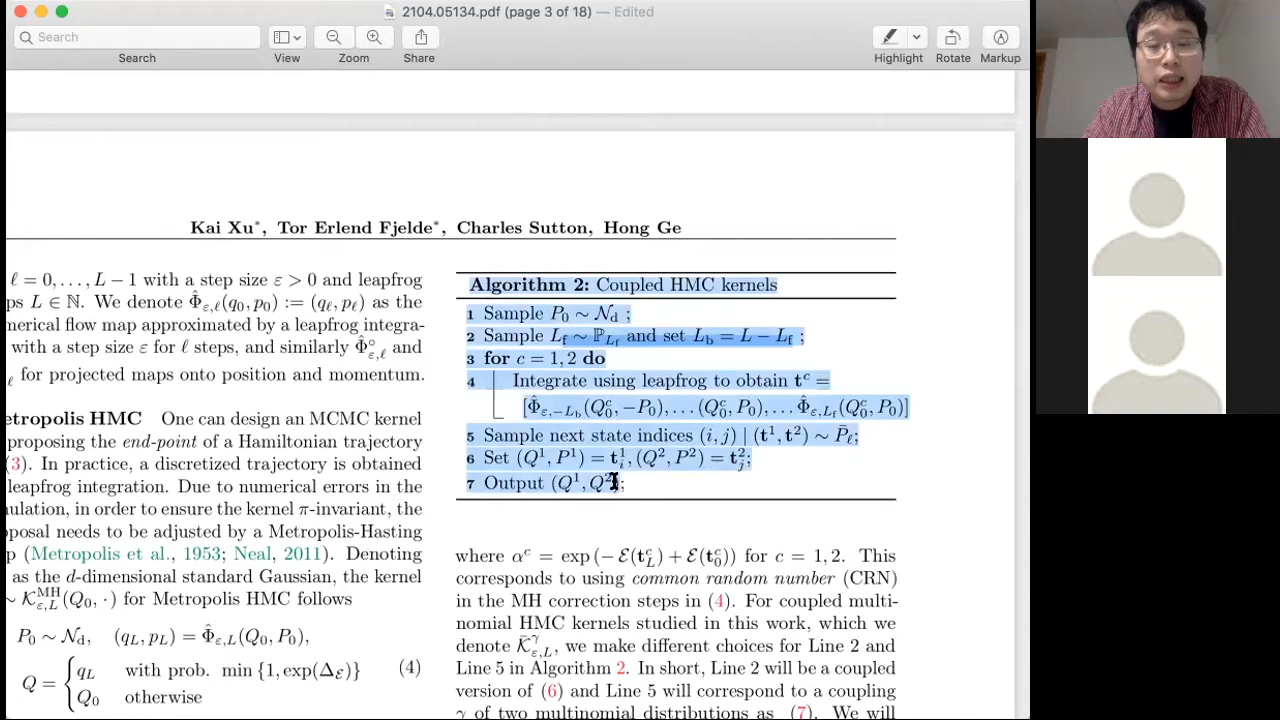 2104.05134.pdf (page 3 of 18) — Edited
Search
Search
View
Zoom
Share
Highlight
Rotate
Markup
Kai Xu*, Tor Erlend Fjelde*, Charles Sutton, Hong Ge
ℓ = 0, . . . , L − 1 with a step size ε > 0 and leapfrog
ps L ∈ ℕ. We denote Φ̂ε,ℓ(q0, p0) := (qℓ, pℓ) as the
merical flow map approximated by a leapfrog integra-
with a step size ε for ℓ steps, and similarly Φ̂°ε,ℓ and
ℓ for projected maps onto position and momentum.
etropolis HMC One can design an MCMC kernel
proposing the end-point of a Hamiltonian trajectory
(3). In practice, a discretized trajectory is obtained
leapfrog integration. Due to numerical errors in the
mulation, in order to ensure the kernel π-invariant, the
oposal needs to be adjusted by a Metropolis-Hasting
p (Metropolis et al., 1953; Neal, 2011). Denoting
as the d-dimensional standard Gaussian, the kernel
∼ 𝒦^MH_ε,L(Q0, ·) for Metropolis HMC follows
P0 ∼ 𝒩d, (qL, pL) = Φ̂ε,L(Q0, P0),
Q = { qL with prob. min {1, exp(Δℰ)} (4)
Q0 otherwise
Algorithm 2: Coupled HMC kernels
1 Sample P0 ∼ 𝒩d ;
2 Sample Lf ∼ ℙLf and set Lb = L − Lf ;
3 for c = 1, 2 do
4 Integrate using leapfrog to obtain t^c =
[Φ̂ε,−Lb(Q0^c, −P0), . . . (Q0^c, P0), . . . Φ̂ε,Lf(Q0^c, P0)]
5 Sample next state indices (i, j) | (t¹, t²) ∼ P̄ℓ;
6 Set (Q¹, P¹) = t¹i, (Q², P²) = t²j;
7 Output (Q¹, Q²);
where α^c = exp (− ℰ(t^c_L) + ℰ(t^c_0)) for c = 1, 2. This
corresponds to using common random number (CRN)
in the MH correction steps in (4). For coupled multi-
nomial HMC kernels studied in this work, which we
denote 𝒦̄^γ_ε,L, we make different choices for Line 2 and
Line 5 in Algorithm 2. In short, Line 2 will be a coupled
version of (6) and Line 5 will correspond to a coupling
γ of two multinomial distributions as (7). We will